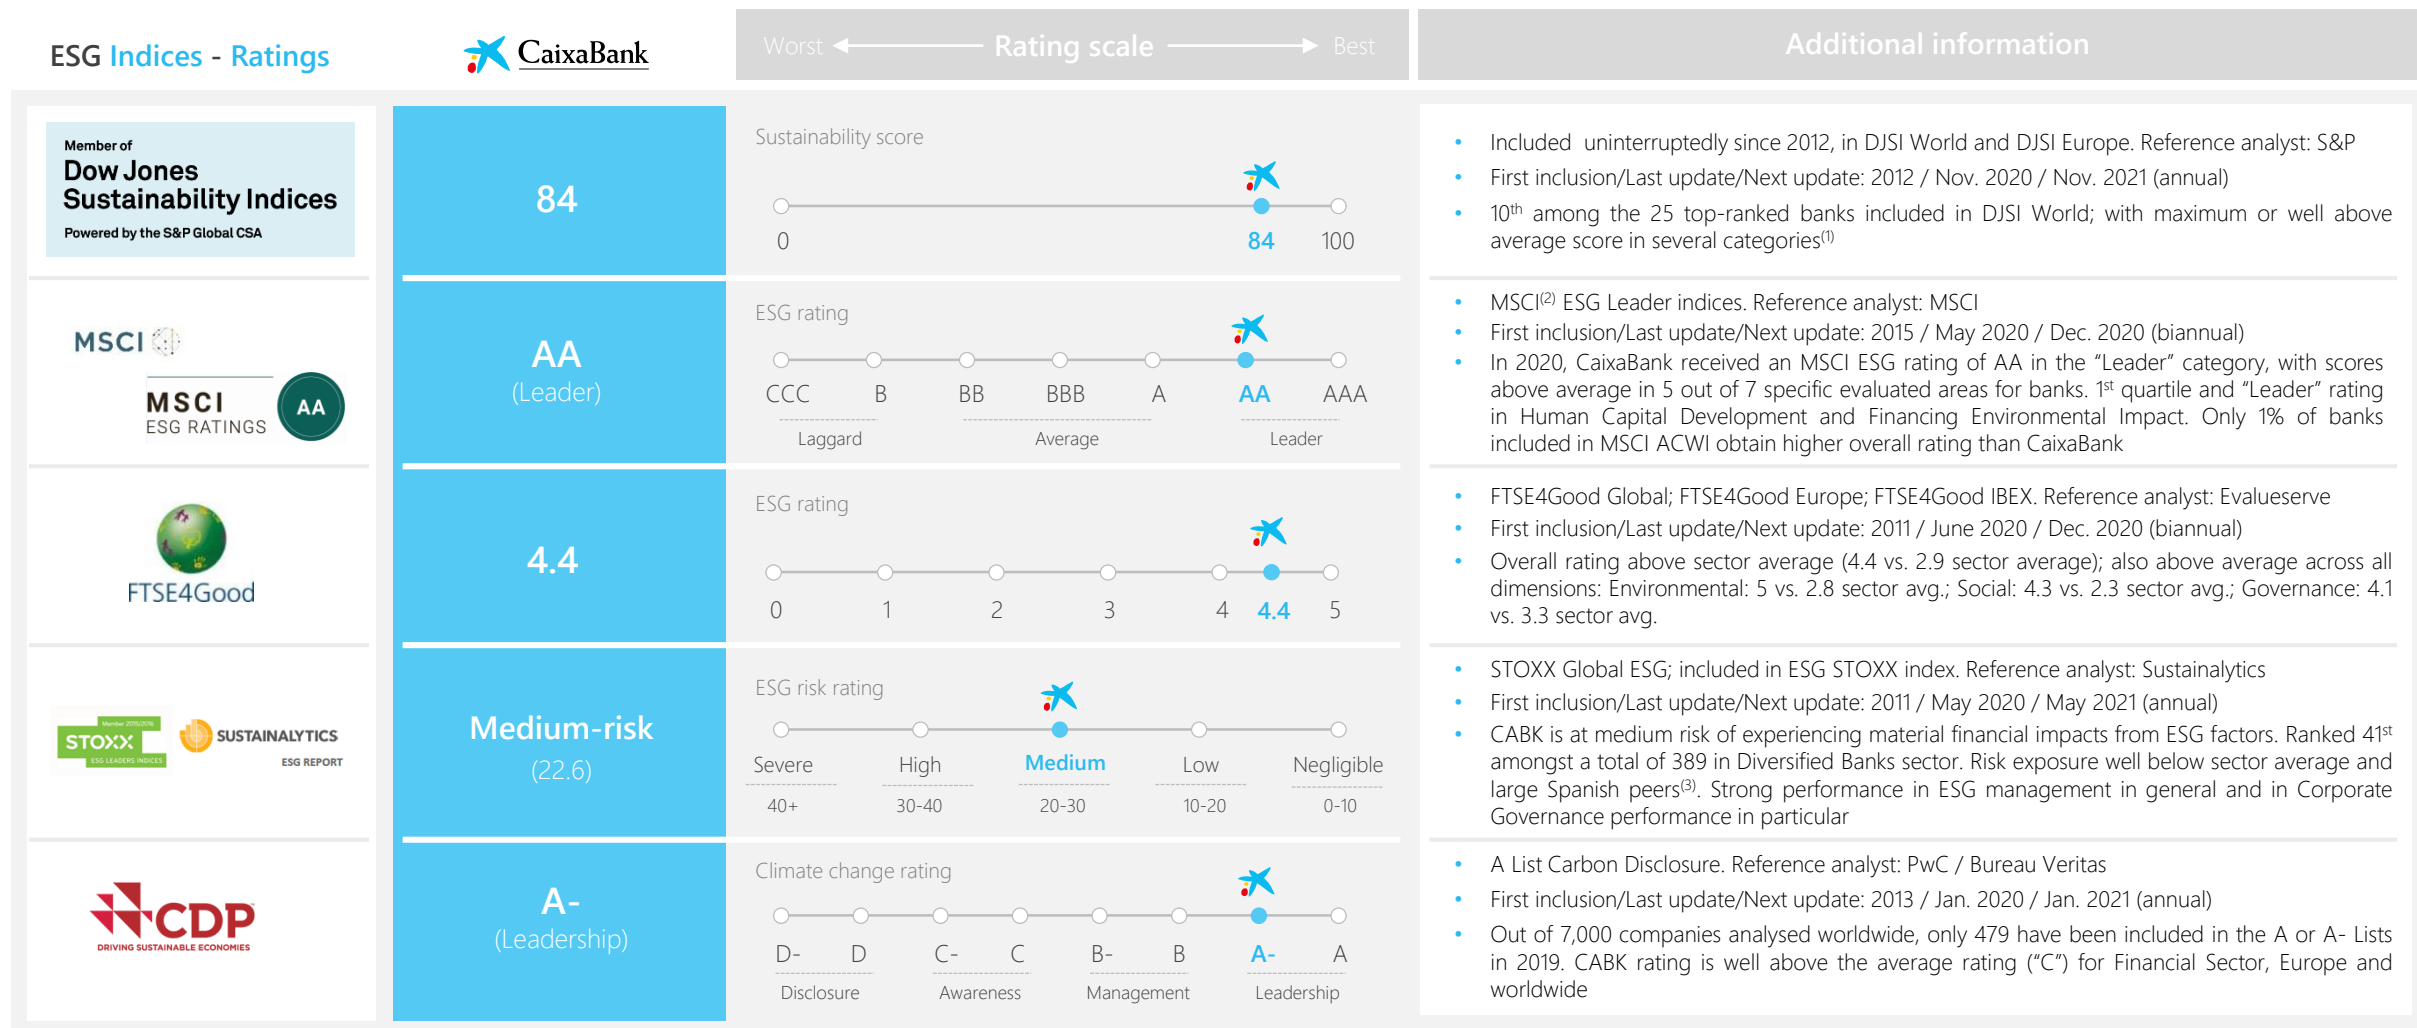 ESG Indices - Ratings
CaixaBank
Worst
Rating scale
Best
Additional information
Member of
Dow Jones
Sustainability Indices
Powered by the S&P Global CSA
84
Sustainability score
0
84
100
• Included uninterruptedly since 2012, in DJSI World and DJSI Europe. Reference analyst: S&P
• First inclusion/Last update/Next update: 2012 / Nov. 2020 / Nov. 2021 (annual)
• 10th among the 25 top-ranked banks included in DJSI World; with maximum or well above
average score in several categories(1)
MSCI
MSCI
ESG RATINGS
AA
AA
(Leader)
ESG rating
CCC B BB BBB A AA AAA
Laggard Average Leader
• MSCI(2) ESG Leader indices. Reference analyst: MSCI
• First inclusion/Last update/Next update: 2015 / May 2020 / Dec. 2020 (biannual)
• In 2020, CaixaBank received an MSCI ESG rating of AA in the “Leader” category, with scores
above average in 5 out of 7 specific evaluated areas for banks. 1st quartile and “Leader” rating
in Human Capital Development and Financing Environmental Impact. Only 1% of banks
included in MSCI ACWI obtain higher overall rating than CaixaBank
FTSE4Good
4.4
ESG rating
0 1 2 3 4 4.4 5
• FTSE4Good Global; FTSE4Good Europe; FTSE4Good IBEX. Reference analyst: Evalueserve
• First inclusion/Last update/Next update: 2011 / June 2020 / Dec. 2020 (biannual)
• Overall rating above sector average (4.4 vs. 2.9 sector average); also above average across all
dimensions: Environmental: 5 vs. 2.8 sector avg.; Social: 4.3 vs. 2.3 sector avg.; Governance: 4.1
vs. 3.3 sector avg.
Member 2015/2016
STOXX
ESG LEADERS INDICES
SUSTAINALYTICS
ESG REPORT
Medium-risk
(22.6)
ESG risk rating
Severe High Medium Low Negligible
40+ 30-40 20-30 10-20 0-10
• STOXX Global ESG; included in ESG STOXX index. Reference analyst: Sustainalytics
• First inclusion/Last update/Next update: 2011 / May 2020 / May 2021 (annual)
• CABK is at medium risk of experiencing material financial impacts from ESG factors. Ranked 41st
amongst a total of 389 in Diversified Banks sector. Risk exposure well below sector average and
large Spanish peers(3). Strong performance in ESG management in general and in Corporate
Governance performance in particular
CDP
DRIVING SUSTAINABLE ECONOMIES
A-
(Leadership)
Climate change rating
D- D C- C B- B A- A
Disclosure Awareness Management Leadership
• A List Carbon Disclosure. Reference analyst: PwC / Bureau Veritas
• First inclusion/Last update/Next update: 2013 / Jan. 2020 / Jan. 2021 (annual)
• Out of 7,000 companies analysed worldwide, only 479 have been included in the A or A- Lists
in 2019. CABK rating is well above the average rating (“C”) for Financial Sector, Europe and
worldwide